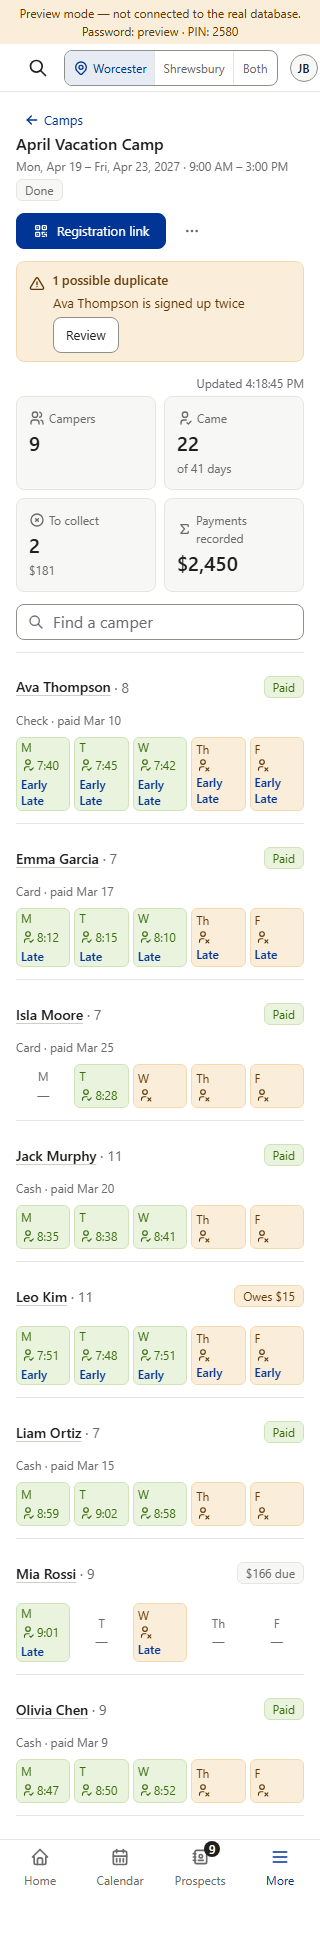 Preview mode — not connected to the real database.
Password: preview · PIN: 2580
Worcester Shrewsbury Both JB
← Camps
April Vacation Camp
Mon, Apr 19 – Fri, Apr 23, 2027 · 9:00 AM – 3:00 PM
Done
Registration link ···
1 possible duplicate
Ava Thompson is signed up twice
Review
Updated 4:18:45 PM
Campers
9
Came
22
of 41 days
To collect
2
$181
Payments recorded
$2,450
Find a camper
Ava Thompson · 8 Paid
Check · paid Mar 10
M T W Th F
7:40 7:45 7:42
Early Early Early Early Early
Late Late Late Late Late
Emma Garcia · 7 Paid
Card · paid Mar 17
M T W Th F
8:12 8:15 8:10
Late Late Late Late Late
Isla Moore · 7 Paid
Card · paid Mar 25
M T W Th F
— 8:28
Jack Murphy · 11 Paid
Cash · paid Mar 20
M T W Th F
8:35 8:38 8:41
Leo Kim · 11 Owes $15
M T W Th F
7:51 7:48 7:51
Early Early Early Early Early
Liam Ortiz · 7 Paid
Cash · paid Mar 15
M T W Th F
8:59 9:02 8:58
Mia Rossi · 9 $166 due
M T W Th F
9:01 — — —
Late Late
Olivia Chen · 9 Paid
Cash · paid Mar 9
M T W Th F
8:47 8:50 8:52
9
Home Calendar Prospects More